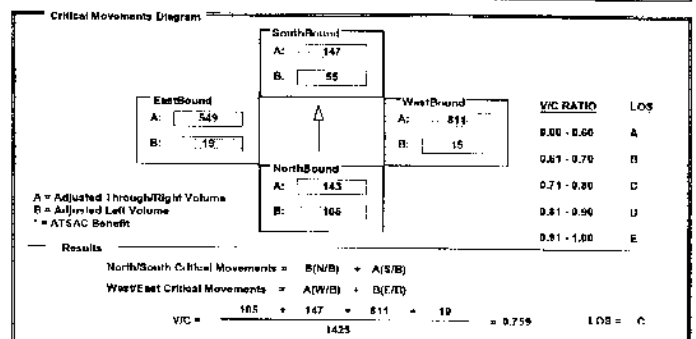 Critical Movements Diagram
SouthBound
A: 147
B: 55
EastBound
A: 549
B: 19
WestBound
A: 811
B: 15
V/C RATIO LOS
0.00 - 0.60 A
0.61 - 0.70 B
0.71 - 0.80 C
0.81 - 0.90 D
0.91 - 1.00 E
NorthBound
A: 143
B: 105
A = Adjusted Through/Right Volume
B = Adjusted Left Volume
* = ATSAC Benefit
Results
North/South Critical Movements = B(N/B) + A(S/B)
West/East Critical Movements = A(W/B) + B(E/B)
V/C = 105 + 147 + 811 + 19 = 0.759 LOS = C
1425